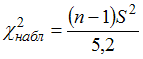 χ²набл = (n−1)S² / 5,2